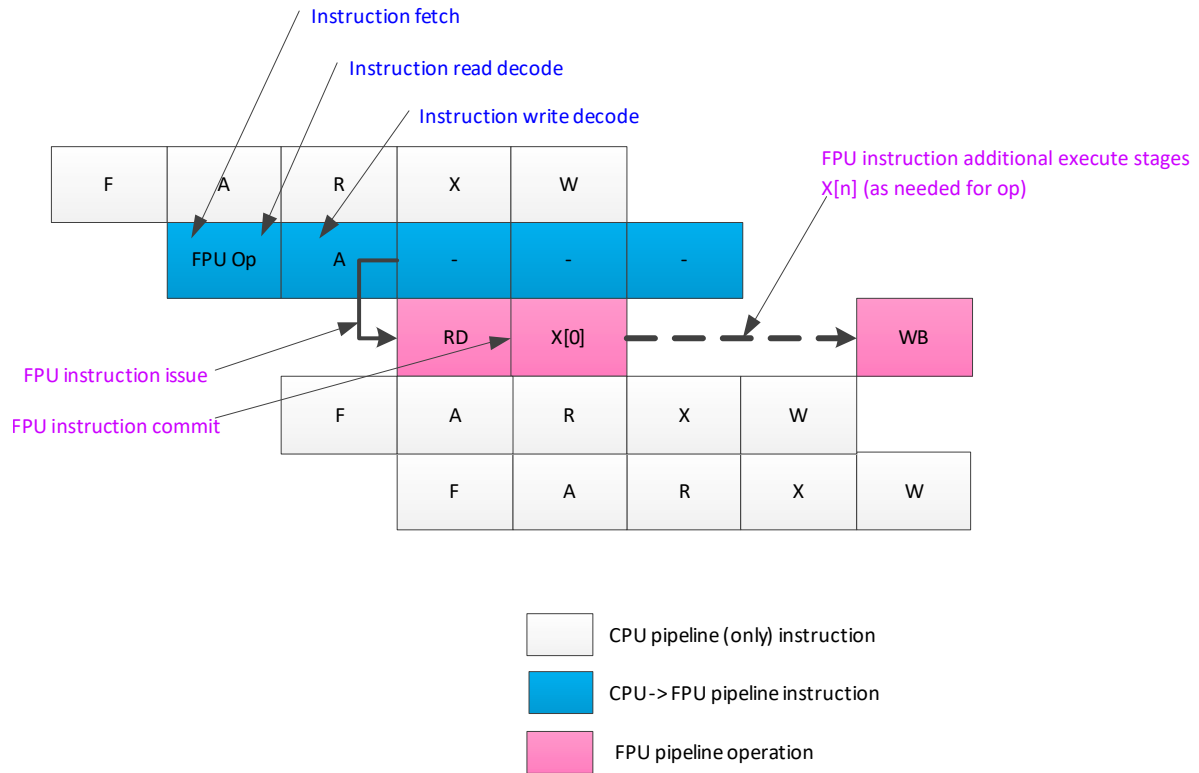 Instruction fetch
Instruction read decode
Instruction write decode
FPU instruction additional execute stages
X[n] (as needed for op)
F A R X W
FPU Op A - - -
RD X[0] WB
FPU instruction issue
FPU instruction commit
F A R X W
F A R X W
CPU pipeline (only) instruction
CPU->FPU pipeline instruction
FPU pipeline operation